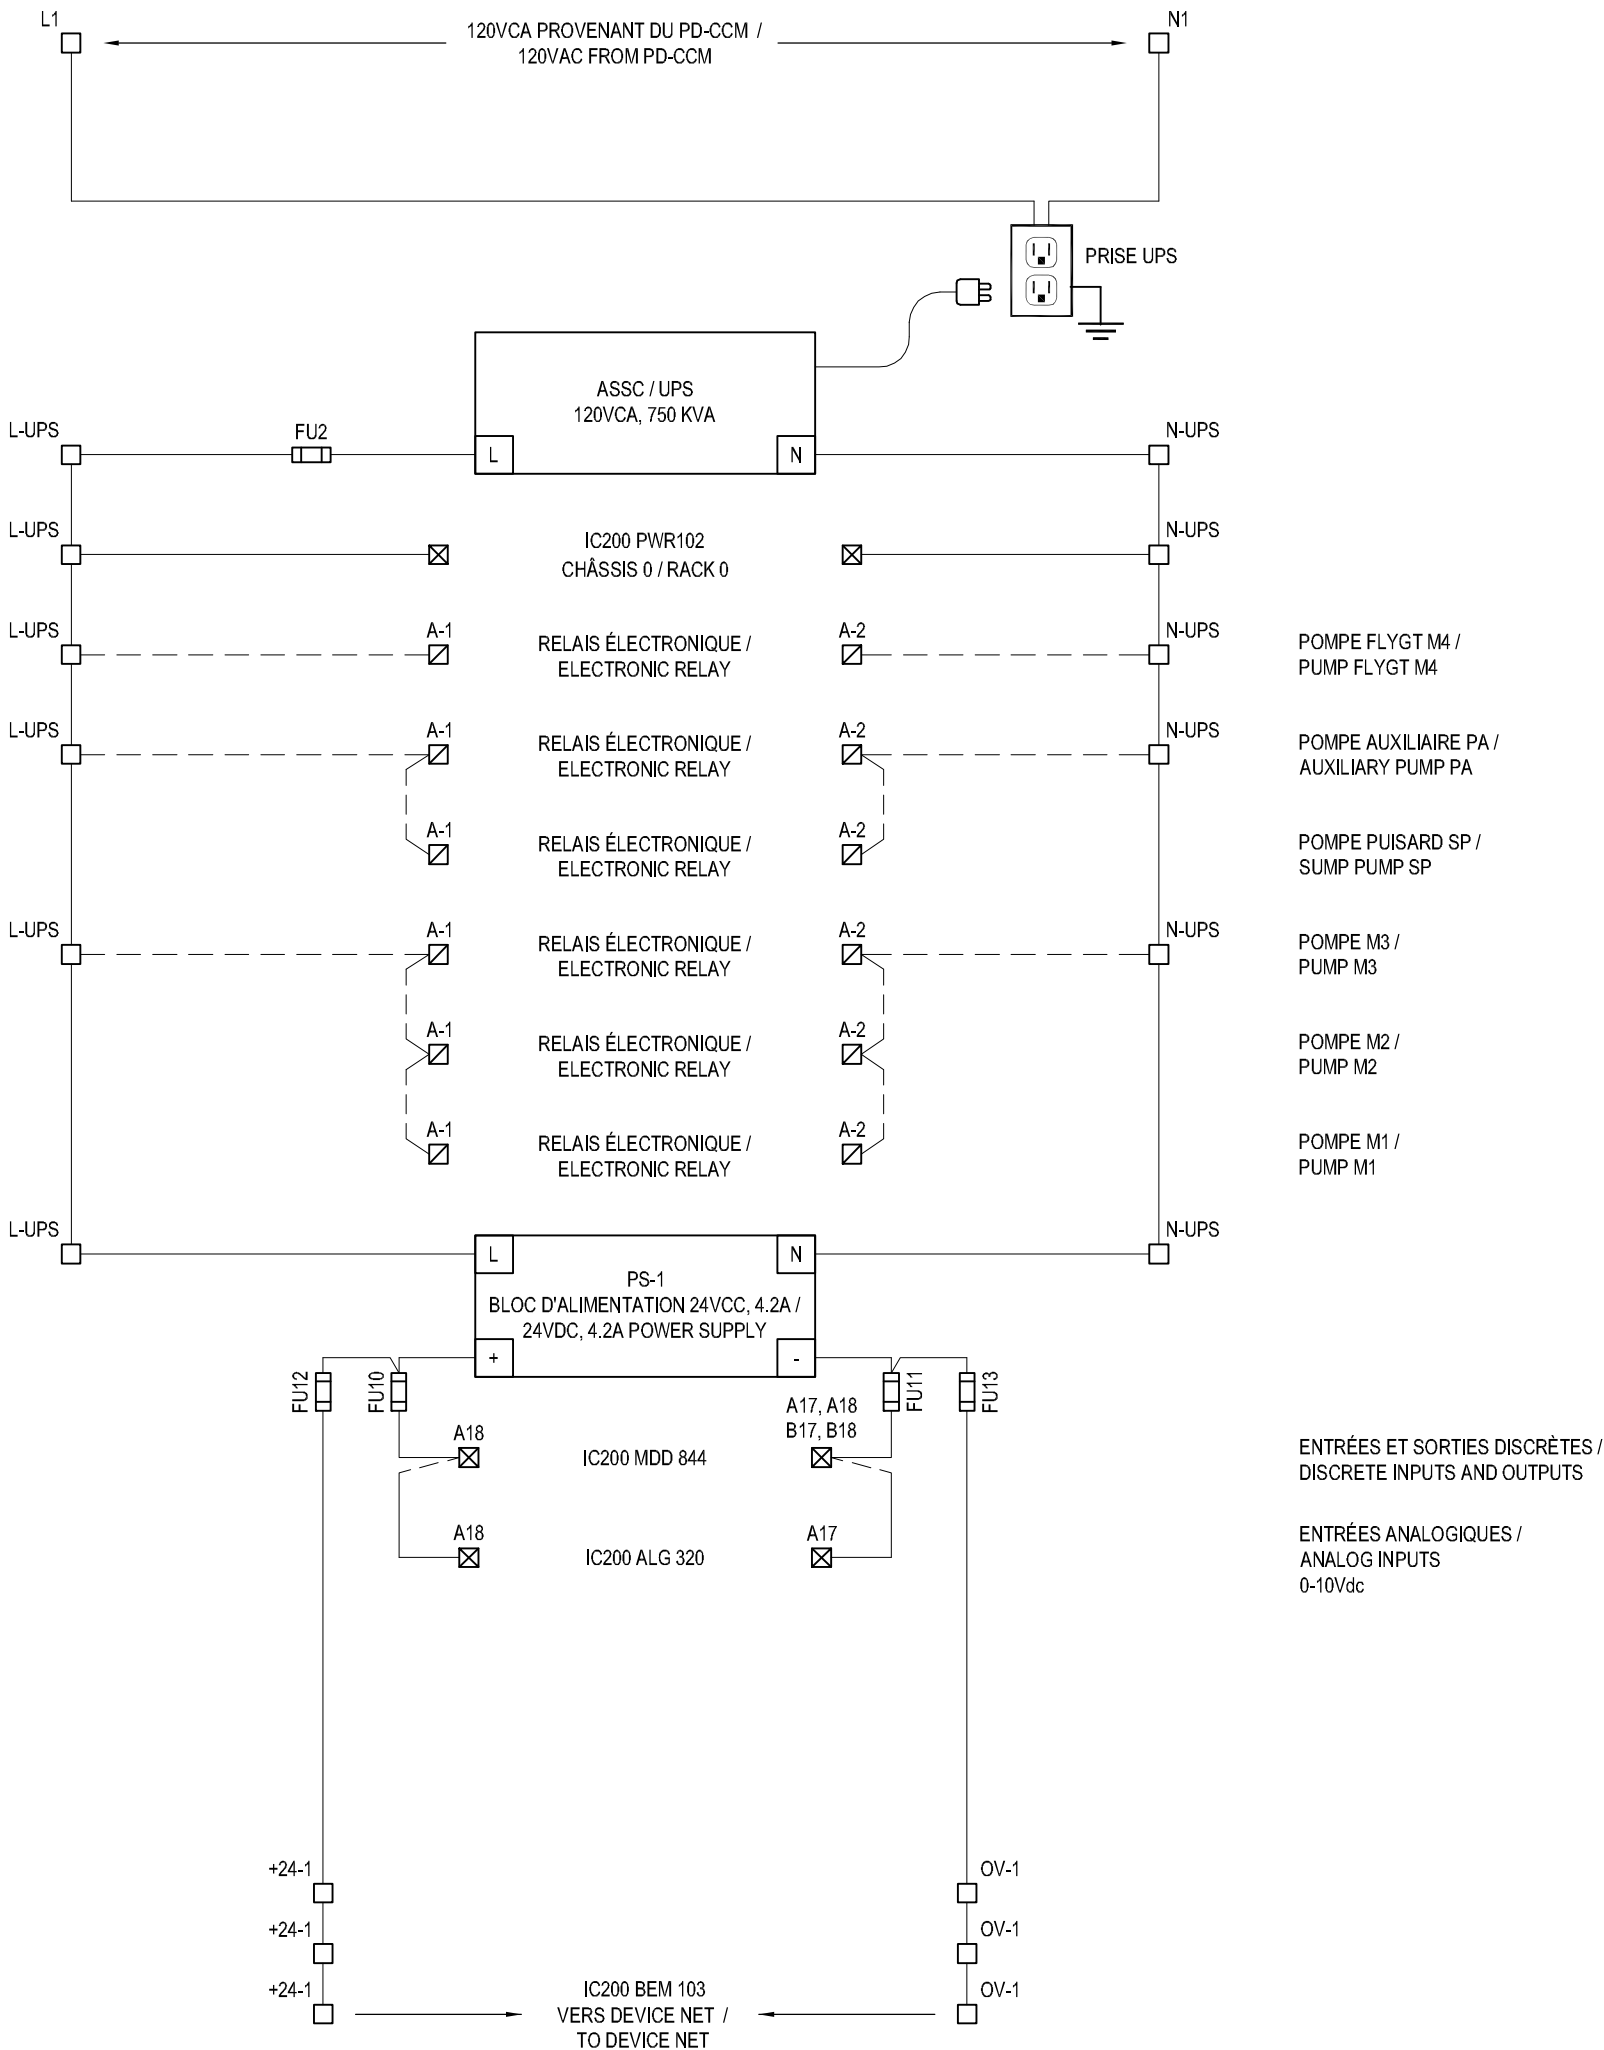 L1
120VCA PROVENANT DU PD-CCM /
120VAC FROM PD-CCM
N1
PRISE UPS
ASSC / UPS
120VCA, 750 KVA
L
N
L-UPS
FU2
N-UPS
L-UPS
IC200 PWR102
CHÂSSIS 0 / RACK 0
N-UPS
L-UPS
A-1
RELAIS ÉLECTRONIQUE /
ELECTRONIC RELAY
A-2
N-UPS
POMPE FLYGT M4 /
PUMP FLYGT M4
L-UPS
A-1
RELAIS ÉLECTRONIQUE /
ELECTRONIC RELAY
A-2
N-UPS
POMPE AUXILIAIRE PA /
AUXILIARY PUMP PA
A-1
RELAIS ÉLECTRONIQUE /
ELECTRONIC RELAY
A-2
POMPE PUISARD SP /
SUMP PUMP SP
L-UPS
A-1
RELAIS ÉLECTRONIQUE /
ELECTRONIC RELAY
A-2
N-UPS
POMPE M3 /
PUMP M3
A-1
RELAIS ÉLECTRONIQUE /
ELECTRONIC RELAY
A-2
POMPE M2 /
PUMP M2
A-1
RELAIS ÉLECTRONIQUE /
ELECTRONIC RELAY
A-2
POMPE M1 /
PUMP M1
L-UPS
L
N
N-UPS
PS-1
BLOC D'ALIMENTATION 24VCC, 4.2A /
24VDC, 4.2A POWER SUPPLY
+
-
FU12
FU10
FU11
FU13
A18
IC200 MDD 844
A17, A18
B17, B18
ENTRÉES ET SORTIES DISCRÈTES /
DISCRETE INPUTS AND OUTPUTS
A18
IC200 ALG 320
A17
ENTRÉES ANALOGIQUES /
ANALOG INPUTS
0-10Vdc
+24-1
OV-1
+24-1
OV-1
+24-1
IC200 BEM 103
VERS DEVICE NET /
TO DEVICE NET
OV-1